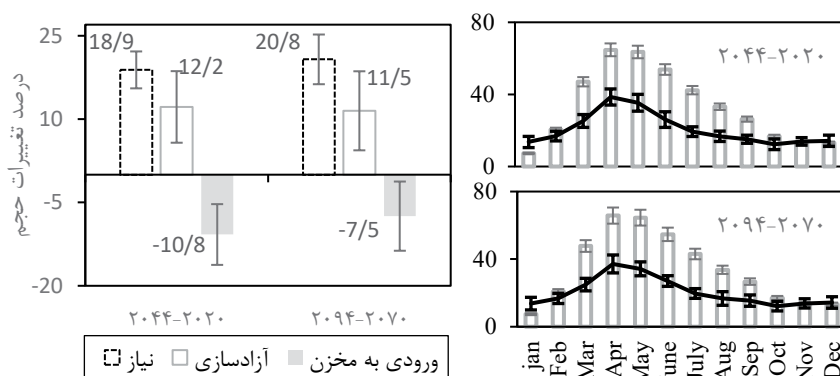 درصد تغییرات حجم
25
10
-5
-20
18/9
12/2
-10/8
20/8
11/5
-7/5
۲۰۴۴-۲۰۲۰
۲۰۹۴-۲۰۷۰
نیاز
آزادسازی
ورودی به مخزن
80
40
0
۲۰۴۴-۲۰۲۰
80
40
0
۲۰۹۴-۲۰۷۰
jan
Feb
Mar
Apr
May
June
July
Aug
Sep
Oct
Nov
Dec